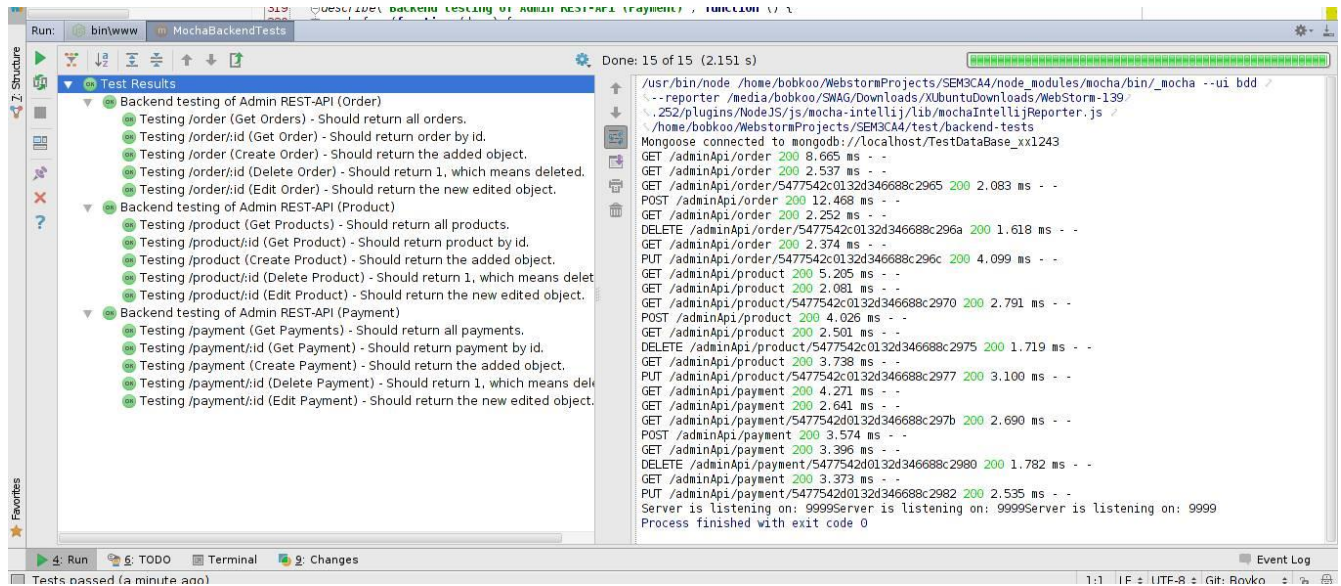 319 describe('Backend testing of Admin REST-API (Payment)', function () {
Run: bin\www MochaBackendTests
Z: Structure
Done: 15 of 15 (2.151 s)
Test Results
Backend testing of Admin REST-API (Order)
Testing /order (Get Orders) - Should return all orders.
Testing /order/:id (Get Order) - Should return order by id.
Testing /order (Create Order) - Should return the added object.
Testing /order/:id (Delete Order) - Should return 1, which means deleted.
Testing /order/:id (Edit Order) - Should return the new edited object.
Backend testing of Admin REST-API (Product)
Testing /product (Get Products) - Should return all products.
Testing /product/:id (Get Product) - Should return product by id.
Testing /product (Create Product) - Should return the added object.
Testing /product/:id (Delete Product) - Should return 1, which means delet
Testing /product/:id (Edit Product) - Should return the new edited object.
Backend testing of Admin REST-API (Payment)
Testing /payment (Get Payments) - Should return all payments.
Testing /payment/:id (Get Payment) - Should return payment by id.
Testing /payment (Create Payment) - Should return the added object.
Testing /payment/:id (Delete Payment) - Should return 1, which means dele
Testing /payment/:id (Edit Payment) - Should return the new edited object.
/usr/bin/node /home/bobkoo/WebstormProjects/SEM3CA4/node_modules/mocha/bin/_mocha --ui bdd
--reporter /media/bobkoo/SWAG/Downloads/XUbuntuDownloads/WebStorm-139
.252/plugins/NodeJS/js/mocha-intellij/lib/mochaIntellijReporter.js
/home/bobkoo/WebstormProjects/SEM3CA4/test/backend-tests
Mongoose connected to mongodb://localhost/TestDataBase_xx1243
GET /adminApi/order 200 8.665 ms - -
GET /adminApi/order 200 2.537 ms - -
GET /adminApi/order/5477542c0132d346688c2965 200 2.083 ms - -
POST /adminApi/order 200 12.468 ms - -
GET /adminApi/order 200 2.252 ms - -
DELETE /adminApi/order/5477542c0132d346688c296a 200 1.618 ms - -
GET /adminApi/order 200 2.374 ms - -
PUT /adminApi/order/5477542c0132d346688c296c 200 4.099 ms - -
GET /adminApi/product 200 5.205 ms - -
GET /adminApi/product 200 2.081 ms - -
GET /adminApi/product/5477542c0132d346688c2970 200 2.791 ms - -
POST /adminApi/product 200 4.026 ms - -
GET /adminApi/product 200 2.501 ms - -
DELETE /adminApi/product/5477542c0132d346688c2975 200 1.719 ms - -
GET /adminApi/product 200 3.738 ms - -
PUT /adminApi/product/5477542c0132d346688c2977 200 3.100 ms - -
GET /adminApi/payment 200 4.271 ms - -
GET /adminApi/payment 200 2.641 ms - -
GET /adminApi/payment/5477542d0132d346688c297b 200 2.690 ms - -
POST /adminApi/payment 200 3.574 ms - -
GET /adminApi/payment 200 3.396 ms - -
DELETE /adminApi/payment/5477542d0132d346688c2980 200 1.782 ms - -
GET /adminApi/payment 200 3.373 ms - -
PUT /adminApi/payment/5477542d0132d346688c2982 200 2.535 ms - -
Server is listening on: 9999Server is listening on: 9999Server is listening on: 9999
Process finished with exit code 0
Favorites
4: Run 6: TODO Terminal 9: Changes Event Log
Tests passed (a minute ago) 1:1 LF UTF-8 Git: Boyko